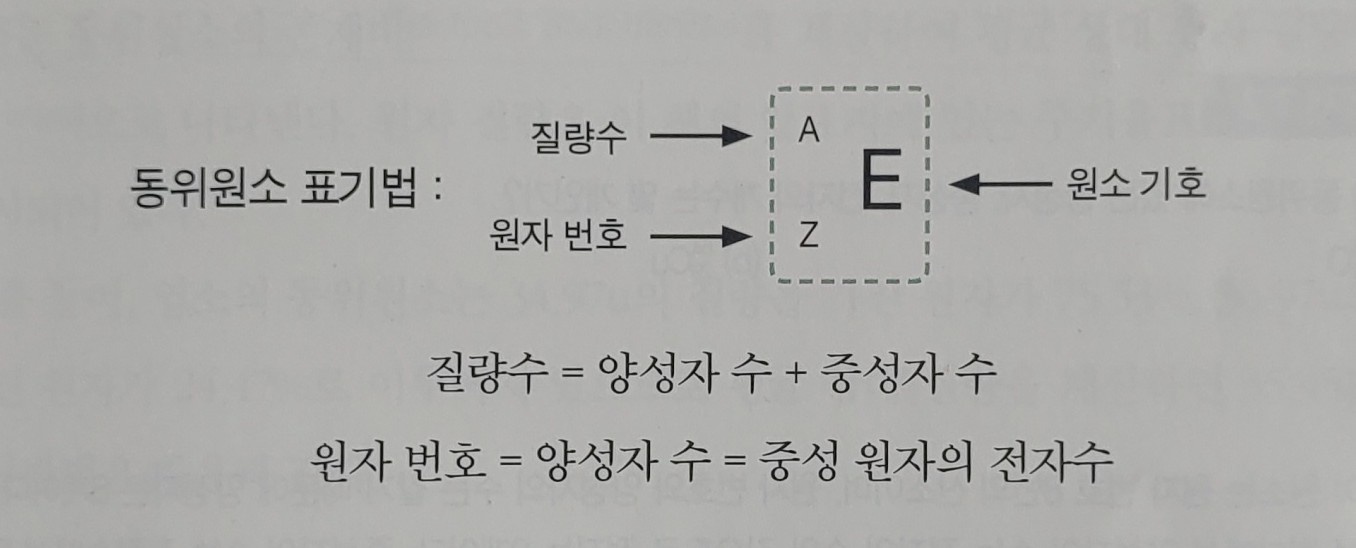 질량수 A
동위원소 표기법 : E 원소 기호
원자 번호 Z
질량수 = 양성자 수 + 중성자 수
원자 번호 = 양성자 수 = 중성 원자의 전자수